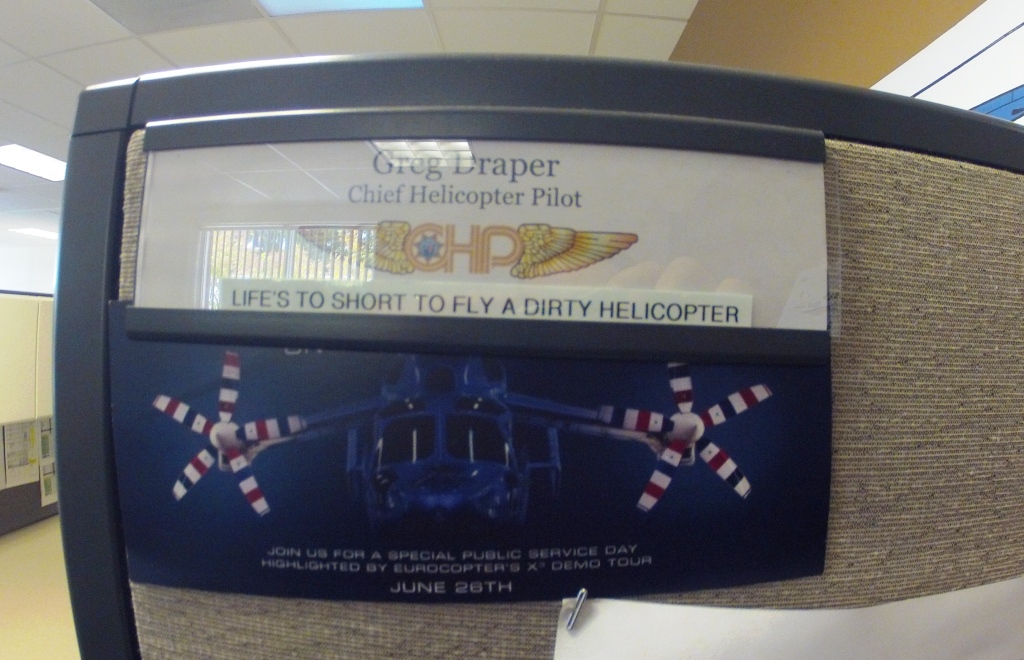 Greg Draper
Chief Helicopter Pilot
CHP
LIFE'S TO SHORT TO FLY A DIRTY HELICOPTER
JOIN US FOR A SPECIAL PUBLIC SERVICE DAY
HIGHLIGHTED BY EUROCOPTER'S X³ DEMO TOUR
JUNE 26TH